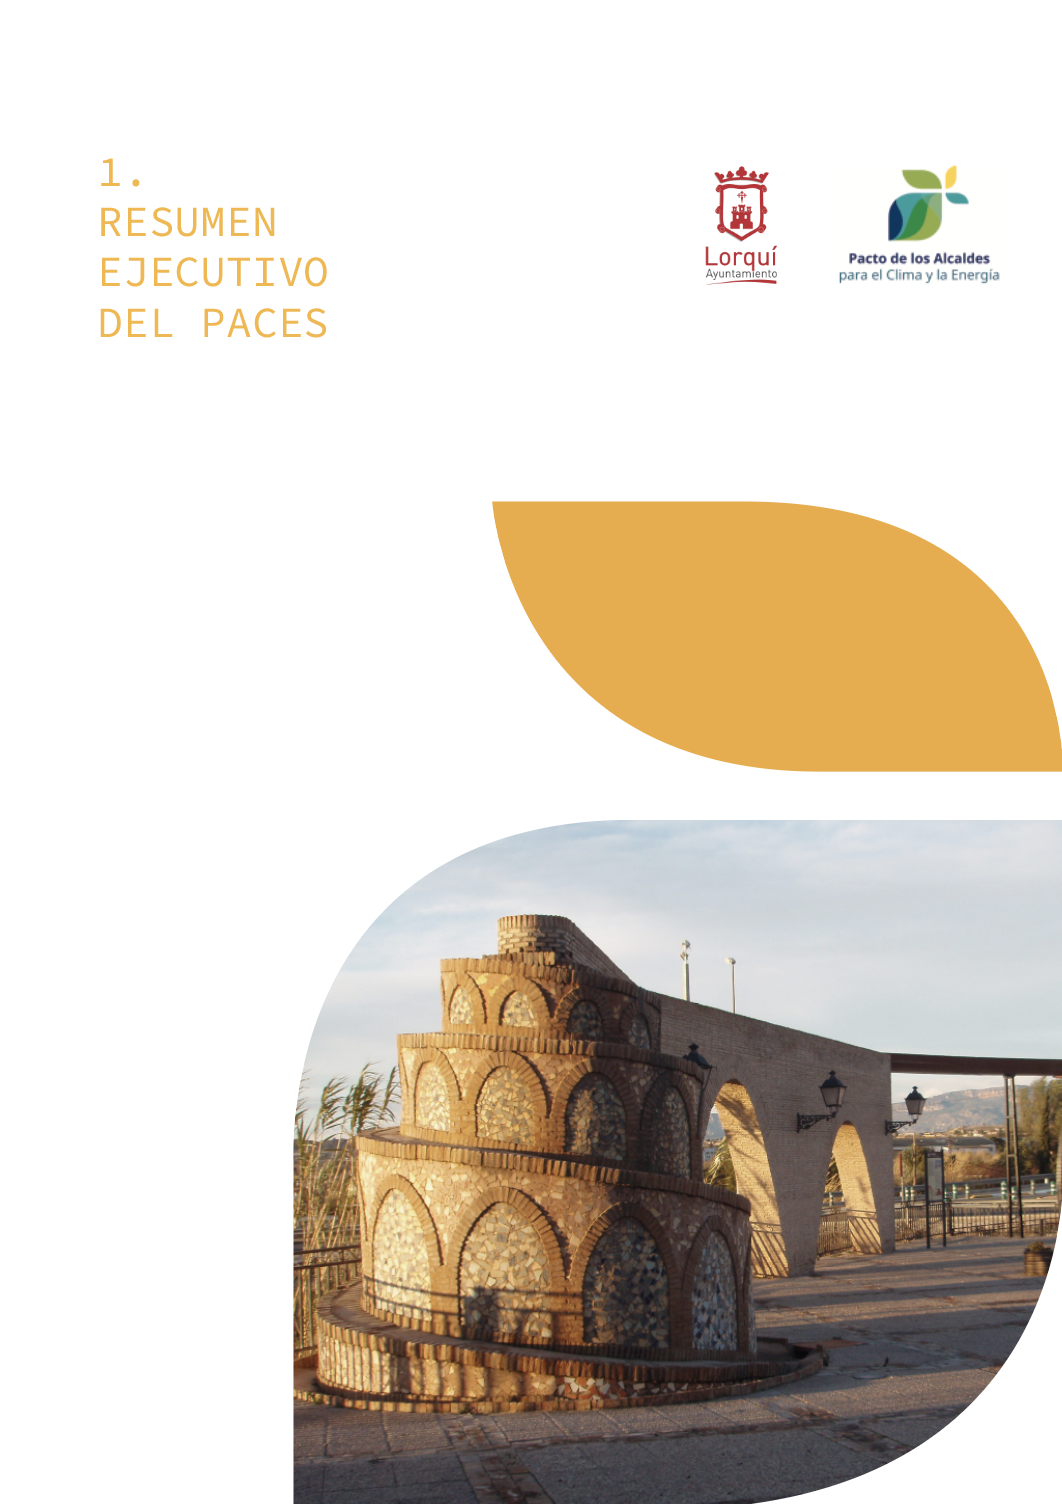 1.
RESUMEN
EJECUTIVO
DEL PACES
Lorquí
Ayuntamiento
Pacto de los Alcaldes
para el Clima y la Energía